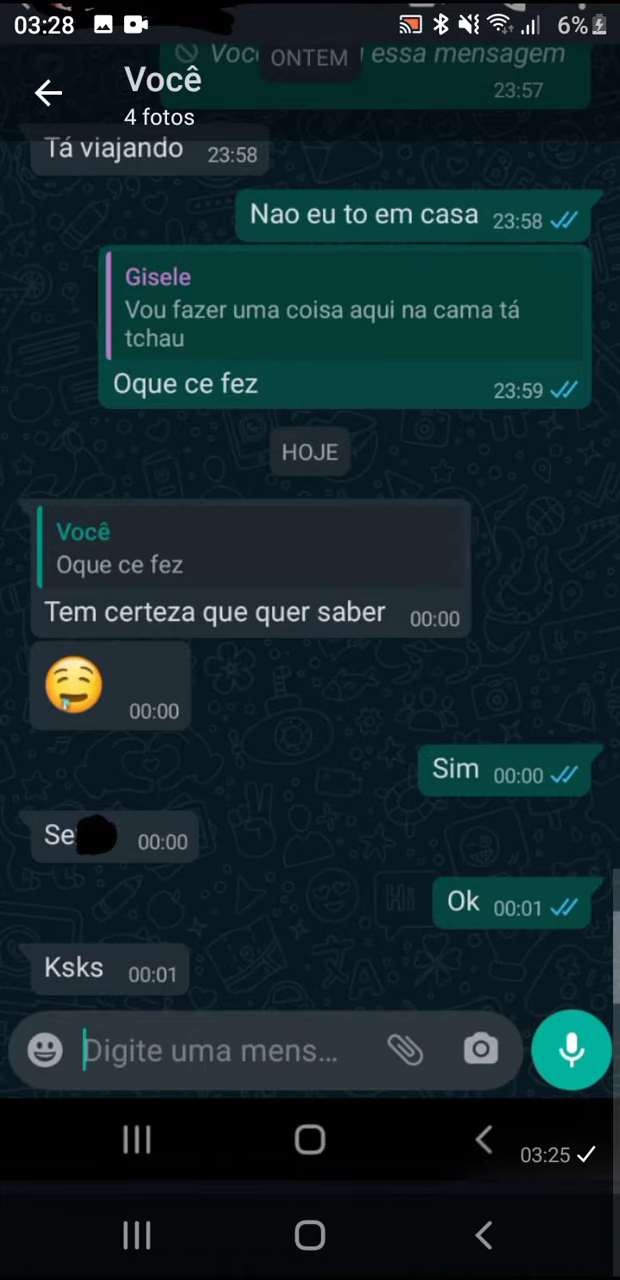 03:28 6%
Você
4 fotos
ONTEM
essa mensagem
23:57
Tá viajando 23:58
Nao eu to em casa 23:58
Gisele
Vou fazer uma coisa aqui na cama tá
tchau
Oque ce fez 23:59
HOJE
Você
Oque ce fez
Tem certeza que quer saber 00:00
00:00
Sim 00:00
Se 00:00
Ok 00:01
Ksks 00:01
Digite uma mens...
03:25